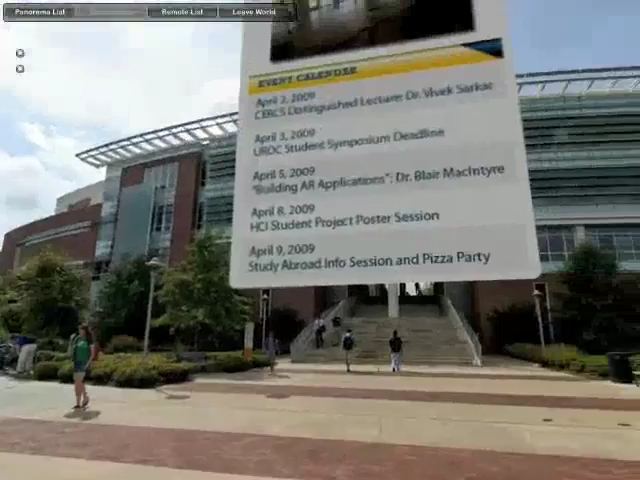 Panorama List
Remote List
Leave World
EVENT CALENDER
April 2, 2009
CERCS Distinguished Lecture: Dr. Vivek Sarkar
April 3, 2009
UROC Student Symposium Deadline
April 5, 2009
"Building AR Applications": Dr. Blair MacIntyre
April 8, 2009
HCI Student Project Poster Session
April 9, 2009
Study Abroad Info Session and Pizza Party